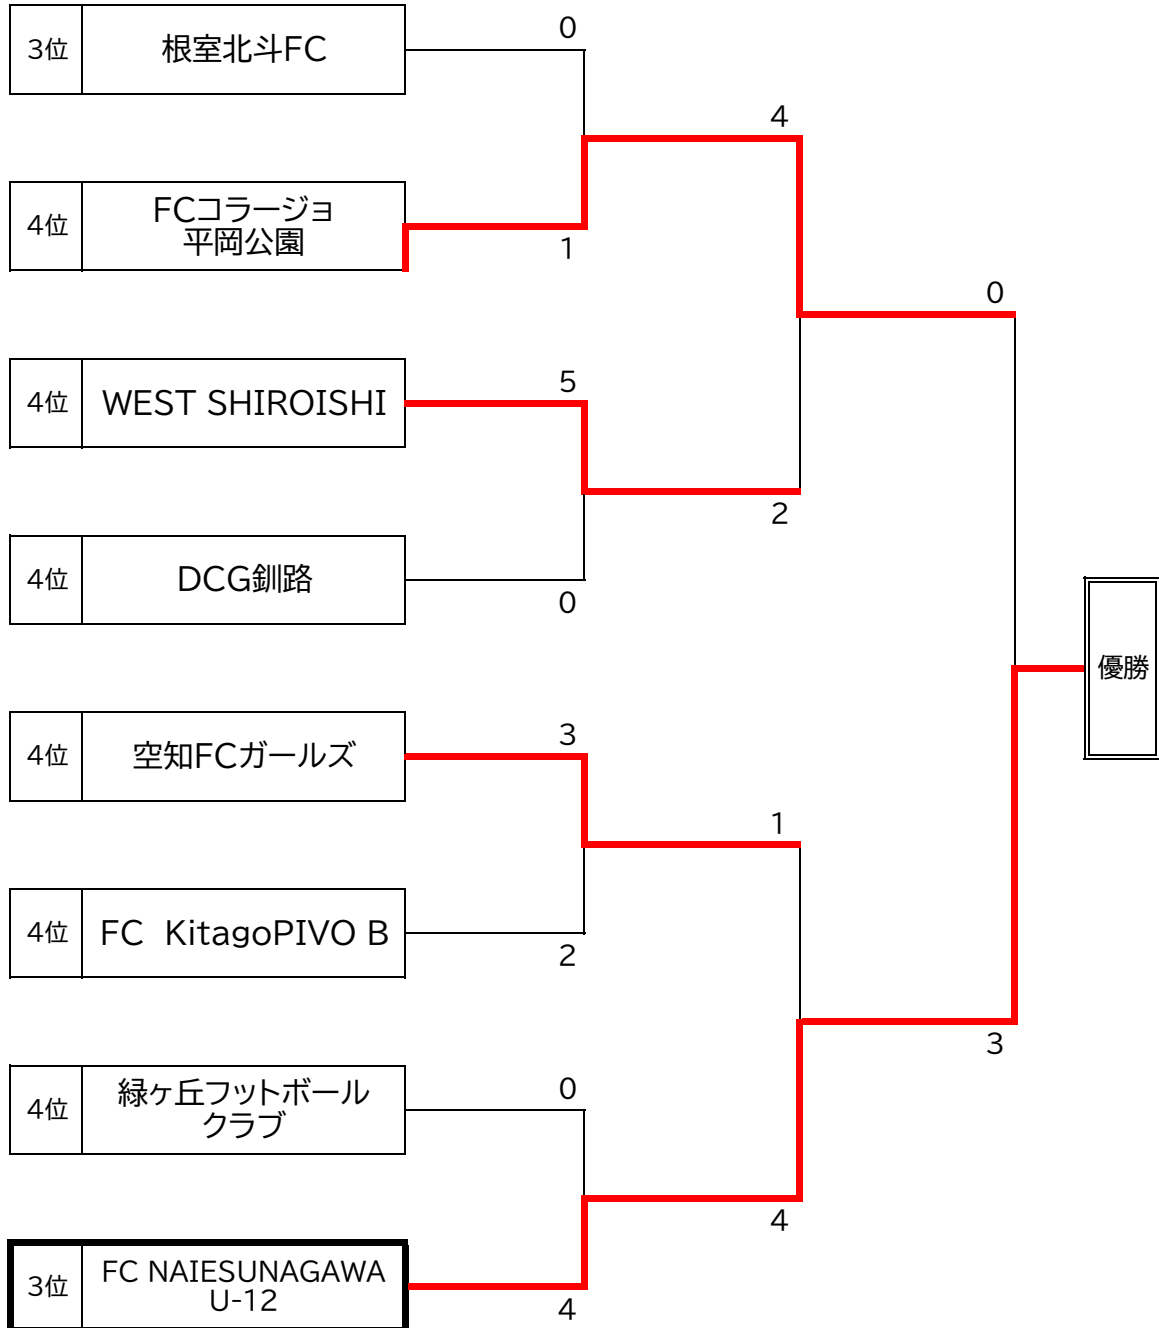 3位
根室北斗FC
0
4
4位
FCコラージョ
平岡公園
1
0
4位
WEST SHIROISHI
5
2
4位
DCG釧路
0
優勝
4位
空知FCガールズ
3
1
4位
FC KitagoPIVO B
2
3
4位
緑ヶ丘フットボール
クラブ
0
4
3位
FC NAIESUNAGAWA
U-12
4